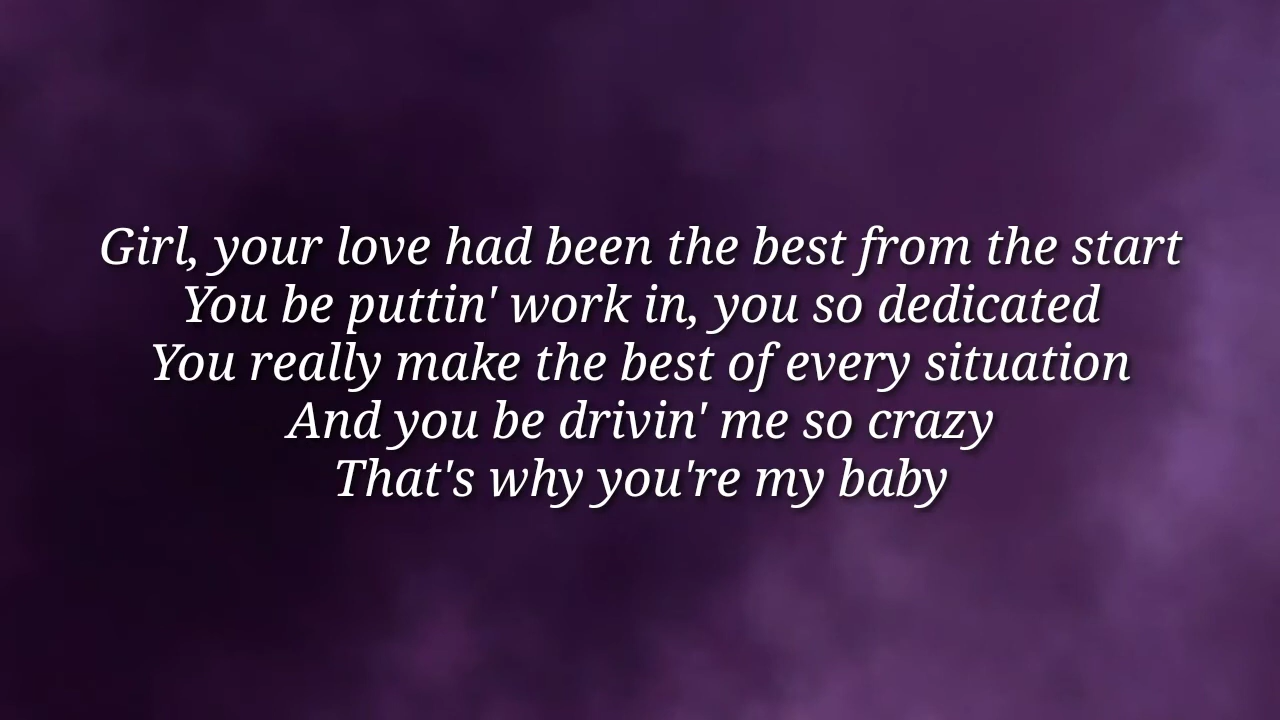 Girl, your love had been the best from the start
You be puttin' work in, you so dedicated
You really make the best of every situation
And you be drivin' me so crazy
That's why you're my baby